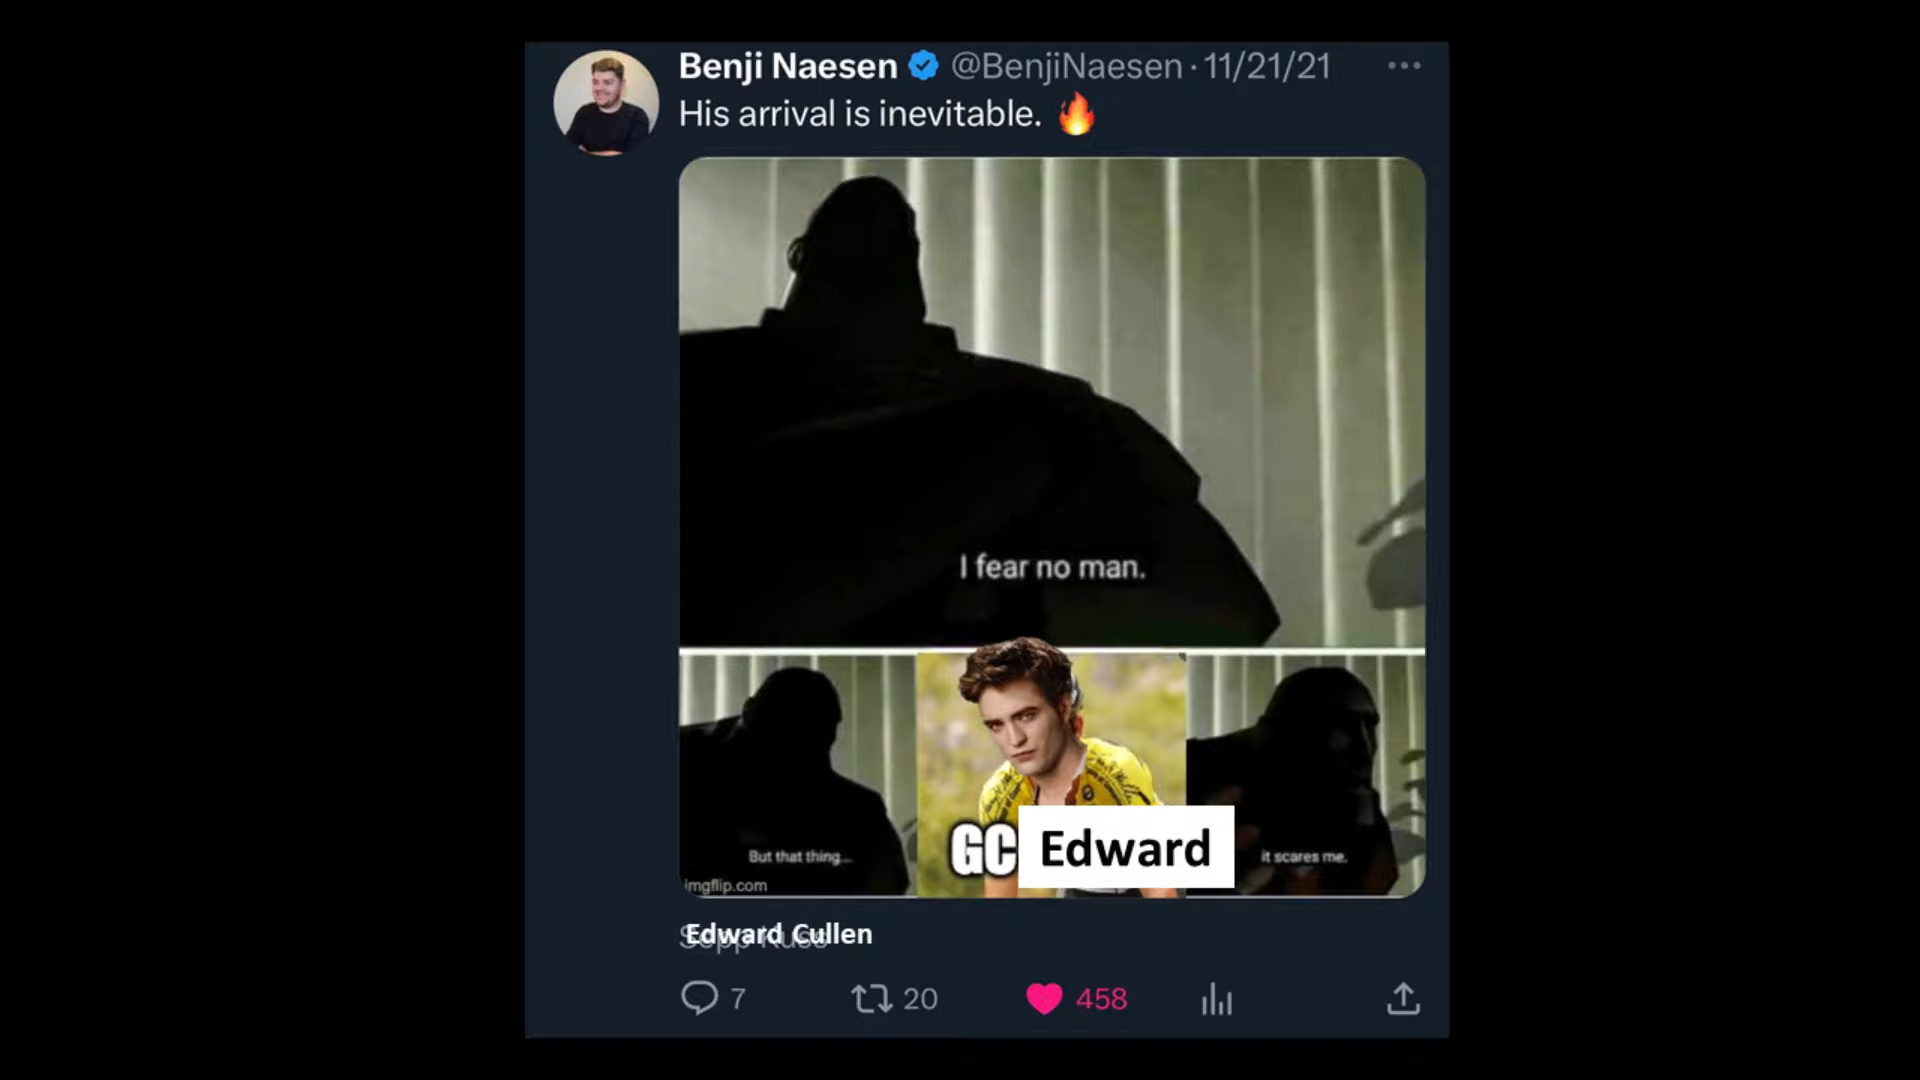 Benji Naesen @BenjiNaesen · 11/21/21
His arrival is inevitable. 🔥
I fear no man.
But that thing...
GC Edward
it scares me.
imgflip.com
Edward Cullen
7 20 458